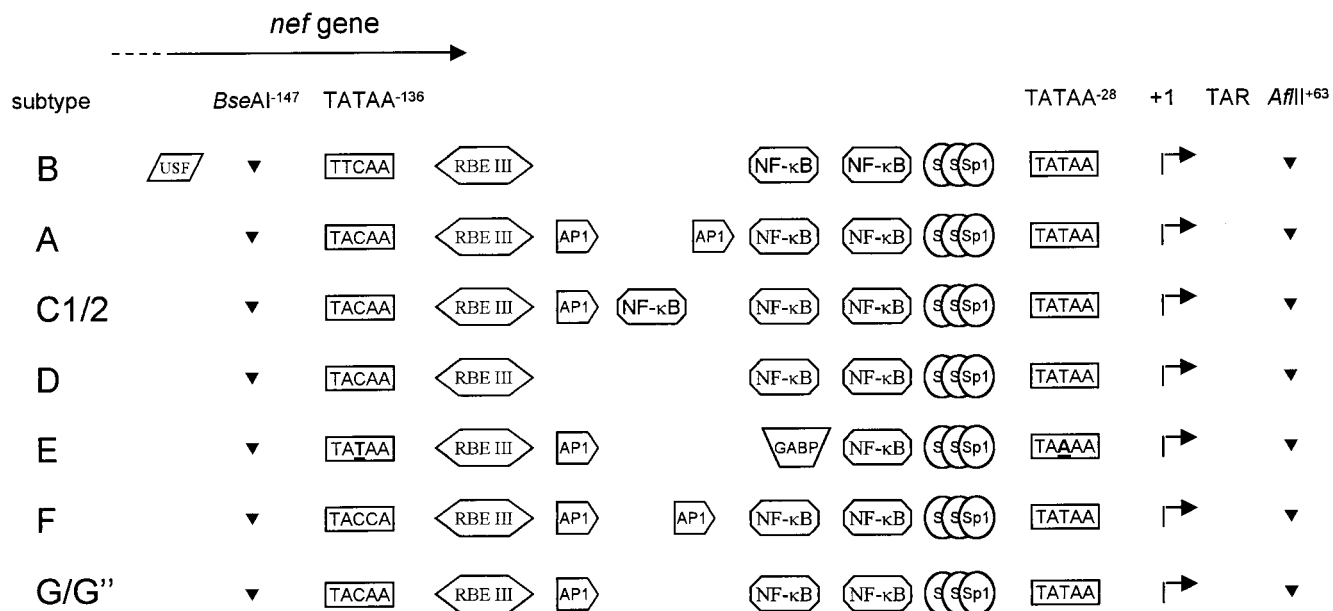 nef gene
subtype BseAI-147 TATAA-136 TATAA-28 +1 TAR AflII+63
B USF TTCAA RBE III NF-κB NF-κB S S Sp1 TATAA
A TACAA RBE III AP1 AP1 NF-κB NF-κB S S Sp1 TATAA
C1/2 TACAA RBE III AP1 NF-κB NF-κB NF-κB S S Sp1 TATAA
D TACAA RBE III NF-κB NF-κB S S Sp1 TATAA
E TATAA RBE III AP1 GABP NF-κB S S Sp1 TAAAA
F TACCA RBE III AP1 AP1 NF-κB NF-κB S S Sp1 TATAA
G/G'' TACAA RBE III AP1 NF-κB NF-κB S S Sp1 TATAA